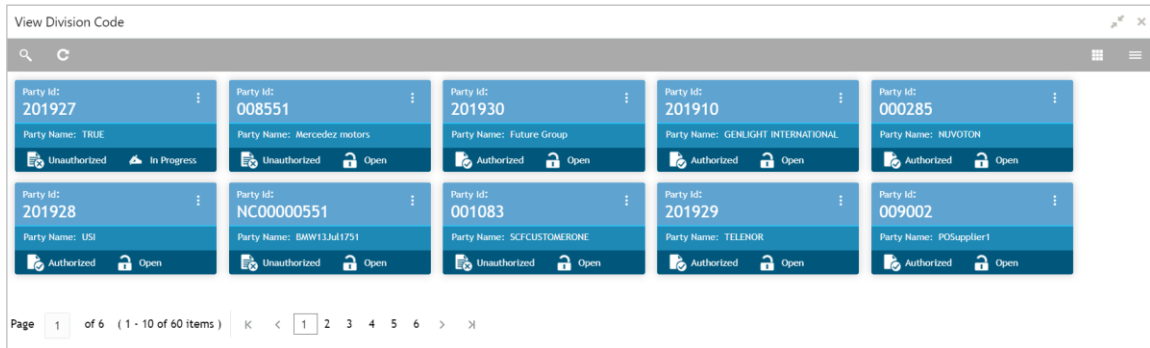 View Division Code
Party Id:
201927
Party Name: TRUE
Unauthorized In Progress
Party Id:
008551
Party Name: Mercedez motors
Unauthorized Open
Party Id:
201930
Party Name: Future Group
Authorized Open
Party Id:
201910
Party Name: GENLIGHT INTERNATIONAL
Authorized Open
Party Id:
000285
Party Name: NUVOTON
Authorized Open
Party Id:
201928
Party Name: USI
Authorized Open
Party Id:
NC00000551
Party Name: BMW13Jul1751
Unauthorized Open
Party Id:
001083
Party Name: SCFCUSTOMERONE
Unauthorized Open
Party Id:
201929
Party Name: TELENOR
Authorized Open
Party Id:
009002
Party Name: POSupplier1
Authorized Open
Page 1 of 6 ( 1 - 10 of 60 items ) 1 2 3 4 5 6